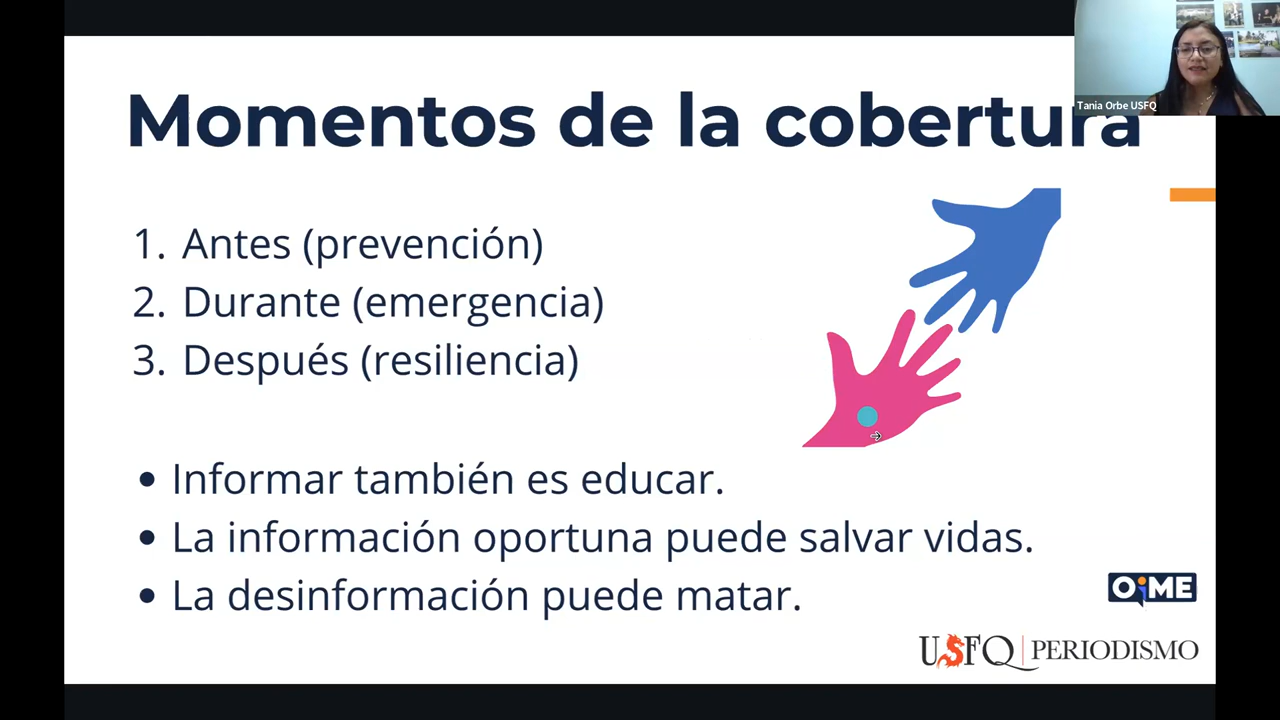 Tania Orbe USFQ
Momentos de la cobertura
1. Antes (prevención)
2. Durante (emergencia)
3. Después (resiliencia)
• Informar también es educar.
• La información oportuna puede salvar vidas.
• La desinformación puede matar.
OiME
USFQ | PERIODISMO